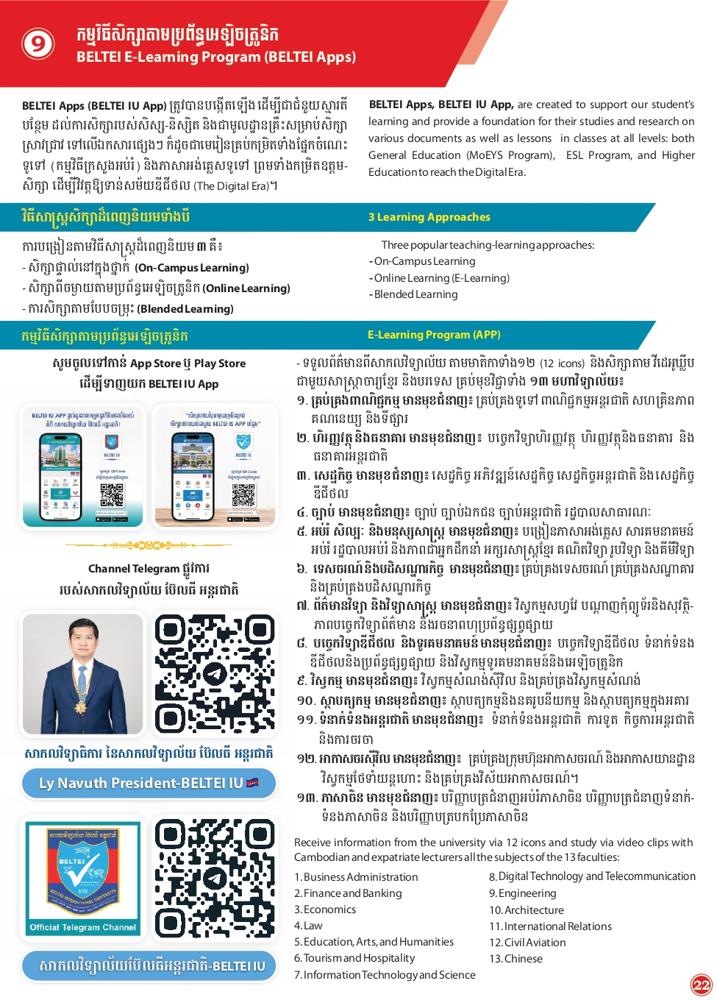 9
កម្មវិធីសិក្សាតាមប្រព័ន្ធអេឡិចត្រូនិក
BELTEI E-Learning Program (BELTEI Apps)
BELTEI Apps (BELTEI IU App) ត្រូវបានបង្កើតឡើង ដើម្បីជាជំនួយស្មារតី
បន្ថែម ដល់ការសិក្សារបស់សិស្ស-និស្សិត និងជាមូលដ្ឋានគ្រឹះសម្រាប់សិក្សា
ស្រាវជ្រាវ ទៅលើឯកសារផ្សេងៗ ក៏ដូចជាមេរៀនគ្រប់កម្រិតទាំងផ្នែកចំណេះ
ទូទៅ (កម្មវិធីក្រសួងអប់រំ) និងភាសាអង់គ្លេសទូទៅ ព្រមទាំងកម្រិតឧត្តម-
សិក្សា ដើម្បីវិវត្តឱ្យទាន់សម័យឌីជីថល (The Digital Era)។
BELTEI Apps, BELTEI IU App, are created to support our student's
learning and provide a foundation for their studies and research on
various documents as well as lessons in classes at all levels: both
General Education (MoEYS Program), ESL Program, and Higher
Education to reach the Digital Era.
វិធីសាស្ត្រសិក្សាដ៏ពេញនិយមទាំងបី
3 Learning Approaches
ការបង្រៀនតាមវិធីសាស្ត្រដ៏ពេញនិយម ៣ គឺ៖
- សិក្សាផ្ទាល់នៅក្នុងថ្នាក់ (On-Campus Learning)
- សិក្សាពីចម្ងាយតាមប្រព័ន្ធអេឡិចត្រូនិក (Online Learning)
- ការសិក្សាតាមបែបចម្រុះ (Blended Learning)
Three popular teaching-learning approaches:
- On-Campus Learning
- Online Learning (E-Learning)
- Blended Learning
កម្មវិធីសិក្សាតាមប្រព័ន្ធអេឡិចត្រូនិក
E-Learning Program (APP)
សូមចូលទៅកាន់ App Store ឬ Play Store
ដើម្បីទាញយក BELTEI IU App
Channel Telegram ផ្លូវការ
របស់សាកលវិទ្យាល័យ ប៊ែលធី អន្តរជាតិ
សាកលវិទ្យាធិការ នៃសាកលវិទ្យាល័យ ប៊ែលធី អន្តរជាតិ
Ly Navuth President-BELTEI IU
BELTEI
Official Telegram Channel
សាកលវិទ្យាល័យប៊ែលធីអន្តរជាតិ-BELTEI IU
- ទទួលព័ត៌មានពីសាកលវិទ្យាល័យ តាមមាតិកាទាំង១២ (12 icons) និងសិក្សាតាមវីដេអូឃ្លីប
ជាមួយសាស្ត្រាចារ្យខ្មែរ និងបរទេស គ្រប់មុខវិជ្ជាទាំង ១៣ មហាវិទ្យាល័យ៖
១. គ្រប់គ្រងពាណិជ្ជកម្ម មានមុខជំនាញ៖ គ្រប់គ្រងទូទៅ ពាណិជ្ជកម្មអន្តរជាតិ សហគ្រិនភាព
គណនេយ្យ និងទីផ្សារ
២. ហិរញ្ញវត្ថុ និងធនាគារ មានមុខជំនាញ៖ បច្ចេកវិទ្យាហិរញ្ញវត្ថុ ហិរញ្ញវត្ថុនិងធនាគារ និង
ធនាគារអន្តរជាតិ
៣. សេដ្ឋកិច្ច មានមុខជំនាញ៖ សេដ្ឋកិច្ច អភិវឌ្ឍន៍សេដ្ឋកិច្ច សេដ្ឋកិច្ចអន្តរជាតិ និងសេដ្ឋកិច្ច
ឌីជីថល
៤. ច្បាប់ មានមុខជំនាញ៖ ច្បាប់ ច្បាប់ឯកជន ច្បាប់អន្តរជាតិ រដ្ឋបាលសាធារណៈ
៥. អប់រំ សិល្បៈ និងមនុស្សសាស្ត្រ មានមុខជំនាញ៖ បង្រៀនភាសាអង់គ្លេស សារគមនាគមន៍
អប់រំ រដ្ឋបាលអប់រំ និងភាពជាអ្នកដឹកនាំ អក្សរសាស្ត្រខ្មែរ គណិតវិទ្យា រូបវិទ្យា និងគីមីវិទ្យា
៦. ទេសចរណ៍ និងបដិសណ្ឋារកិច្ច មានមុខជំនាញ៖ គ្រប់គ្រងទេសចរណ៍ គ្រប់គ្រងសណ្ឋាគារ
និងគ្រប់គ្រងបដិសណ្ឋារកិច្ច
៧. ព័ត៌មានវិទ្យា និងវិទ្យាសាស្ត្រ មានមុខជំនាញ៖ វិស្វកម្មសហ្វវែរ បណ្តាញកុំព្យូទ័រនិងសុវត្ថិ-
ភាពបច្ចេកវិទ្យាព័ត៌មាន និងរចនាពហុប្រព័ន្ធផ្សព្វផ្សាយ
៨. បច្ចេកវិទ្យាឌីជីថល និងទូរគមនាគមន៍ មានមុខជំនាញ៖ បច្ចេកវិទ្យាឌីជីថល ទំនាក់ទំនង
ឌីជីថលនិងប្រព័ន្ធផ្សព្វផ្សាយ និងវិស្វកម្មទូរគមនាគមន៍និងអេឡិចត្រូនិក
៩. វិស្វកម្ម មានមុខជំនាញ៖ វិស្វកម្មសំណង់ស៊ីវិល និងគ្រប់គ្រងវិស្វកម្មសំណង់
១០. ស្ថាបត្យកម្ម មានមុខជំនាញ៖ ស្ថាបត្យកម្មនិងនគរូបនីយកម្ម និងស្ថាបត្យកម្មក្នុងអគារ
១១. ទំនាក់ទំនងអន្តរជាតិ មានមុខជំនាញ៖ ទំនាក់ទំនងអន្តរជាតិ ការទូត កិច្ចការអន្តរជាតិ
និងការចរចា
១២. អាកាសចរស៊ីវិល មានមុខជំនាញ៖ គ្រប់គ្រងក្រុមហ៊ុនអាកាសចរណ៍ និងអាកាសយានដ្ឋាន
វិស្វកម្មថែទាំយន្តហោះ និងគ្រប់គ្រងវិស័យអាកាសចរណ៍។
១៣. ភាសាចិន មានមុខជំនាញ៖ បរិញ្ញាបត្រជំនាញអប់រំភាសាចិន បរិញ្ញាបត្រជំនាញទំនាក់-
ទំនងភាសាចិន និងបរិញ្ញាបត្របកប្រែភាសាចិន
Receive information from the university via 12 icons and study via video clips with
Cambodian and expatriate lecturers all the subjects of the 13 faculties:
1. Business Administration
2. Finance and Banking
3. Economics
4. Law
5. Education, Arts, and Humanities
6. Tourism and Hospitality
7. Information Technology and Science
8. Digital Technology and Telecommunication
9. Engineering
10. Architecture
11. International Relations
12. Civil Aviation
13. Chinese
22